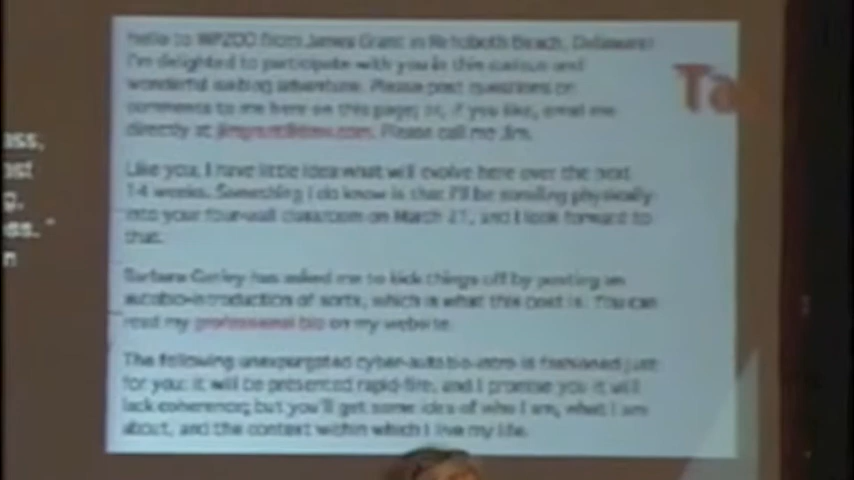 Hello to WPZOO from James Grant in Rehoboth Beach, Delaware!
I'm delighted to participate with you in this curious and
wonderful writing adventure. Please post questions or
comments to me here on this page; or, if you like, email me
directly at Please call me Jim.
Like you, I have little idea what will evolve here over the next
14 weeks. Something I do know is that I'll be strolling physically
into your four-wall classroom on March 21, and I look forward to
that.
Barbara has asked me to kick things off by posting an
autobio-introduction of sorts, which is what this post is. You can
read my professional bio on my website.
The following unexpurgated cyber-autobio-intro is fashioned just
for you: it will be presented rapid-fire, and I promise you it will
lack coherence; but you'll get some idea of who I am, what I am
about, and the context within which I live my life.
Ta